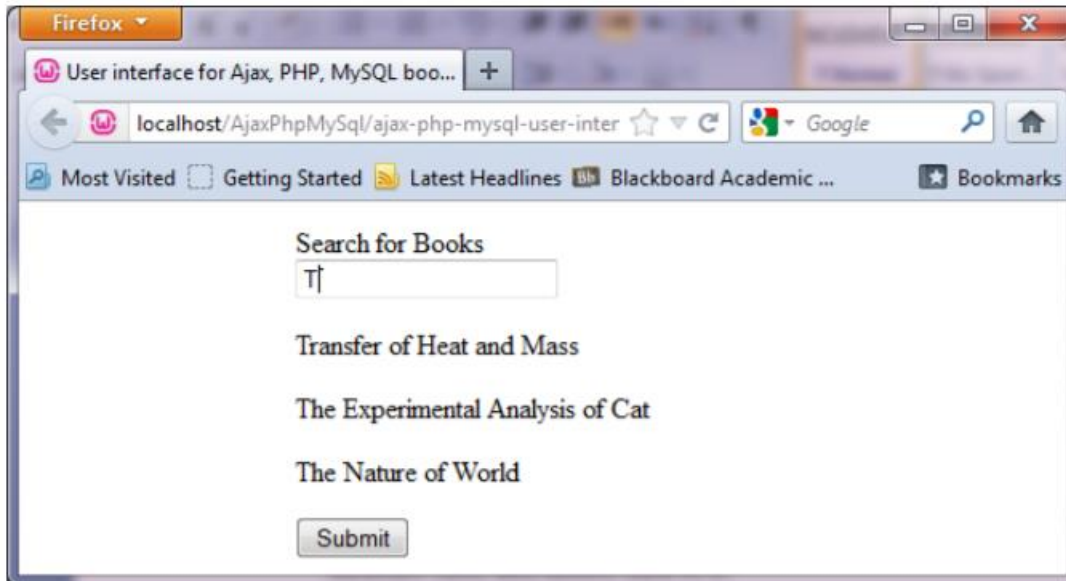 Firefox
User interface for Ajax, PHP, MySQL boo...
localhost/AjaxPhpMySql/ajax-php-mysql-user-inter
Google
Most Visited Getting Started Latest Headlines Bb Blackboard Academic ... Bookmarks
Search for Books
T
Transfer of Heat and Mass
The Experimental Analysis of Cat
The Nature of World
Submit